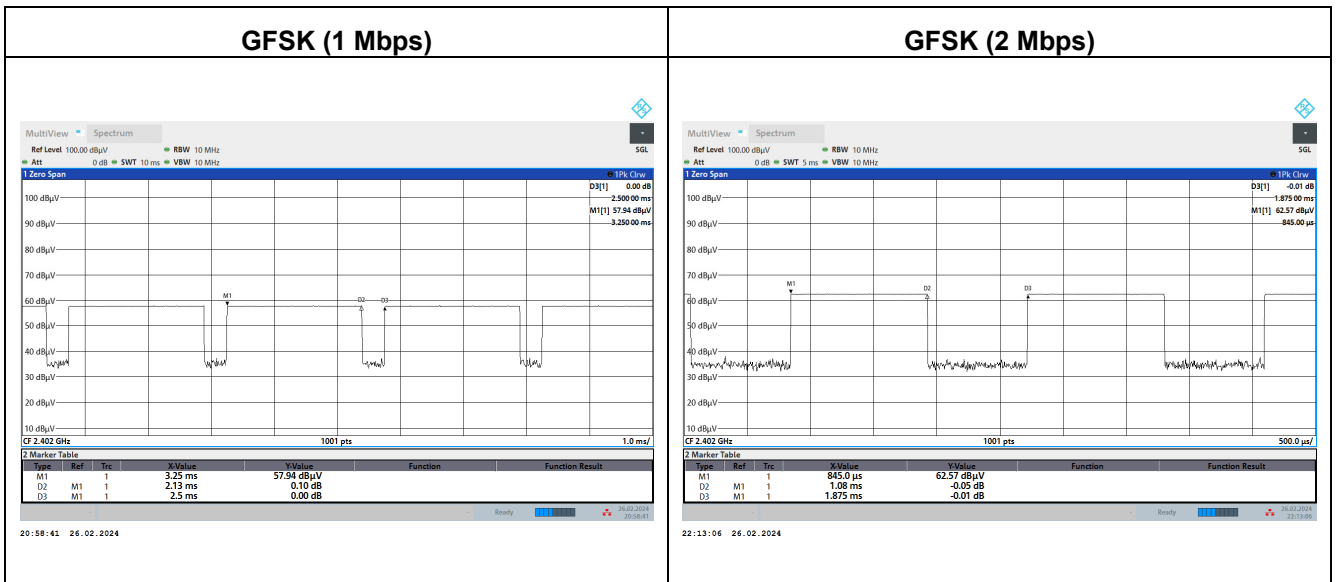 GFSK (1 Mbps)
MultiView Spectrum
Ref Level 100.00 dBµV RBW 10 MHz SGL
Att 0 dB SWT 10 ms VBW 10 MHz
1 Zero Span 1Pk Clrw
D3[1] 0.00 dB
2.500 00 ms
100 dBµV
M1[1] 57.94 dBµV
3.250 00 ms
90 dBµV
80 dBµV
70 dBµV
M1
D2 D3
60 dBµV
50 dBµV
40 dBµV
30 dBµV
20 dBµV
10 dBµV
CF 2.402 GHz 1001 pts 1.0 ms/
2 Marker Table
Type Ref Trc X-Value Y-Value Function Function Result
M1 1 3.25 ms 57.94 dBµV
D2 M1 1 2.13 ms 0.10 dB
D3 M1 1 2.5 ms 0.00 dB
Ready 26.02.2024
20:58:41
20:58:41 26.02.2024
GFSK (2 Mbps)
MultiView Spectrum
Ref Level 100.00 dBµV RBW 10 MHz SGL
Att 0 dB SWT 5 ms VBW 10 MHz
1 Zero Span 1Pk Clrw
D3[1] -0.01 dB
1.875 00 ms
100 dBµV
M1[1] 62.57 dBµV
845.00 µs
90 dBµV
80 dBµV
70 dBµV
M1 D2 D3
60 dBµV
50 dBµV
40 dBµV
30 dBµV
20 dBµV
10 dBµV
CF 2.402 GHz 1001 pts 500.0 µs/
2 Marker Table
Type Ref Trc X-Value Y-Value Function Function Result
M1 1 845.0 µs 62.57 dBµV
D2 M1 1 1.08 ms -0.05 dB
D3 M1 1 1.875 ms -0.01 dB
Ready 26.02.2024
22:13:06
22:13:06 26.02.2024